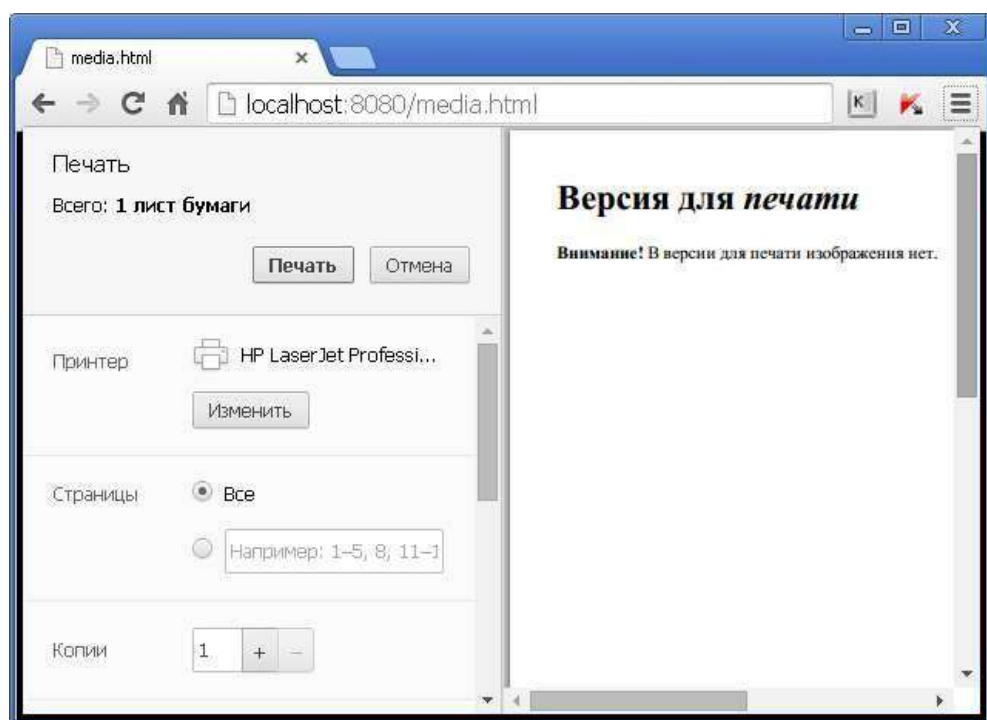 media.html
localhost:8080/media.html
K
Печать
Всего: 1 лист бумаги
Печать Отмена
Принтер HP LaserJet Professi...
Изменить
Страницы Все
Например: 1–5, 8, 11–1
Копии 1 + –
Версия для печати
Внимание! В версии для печати изображения нет.